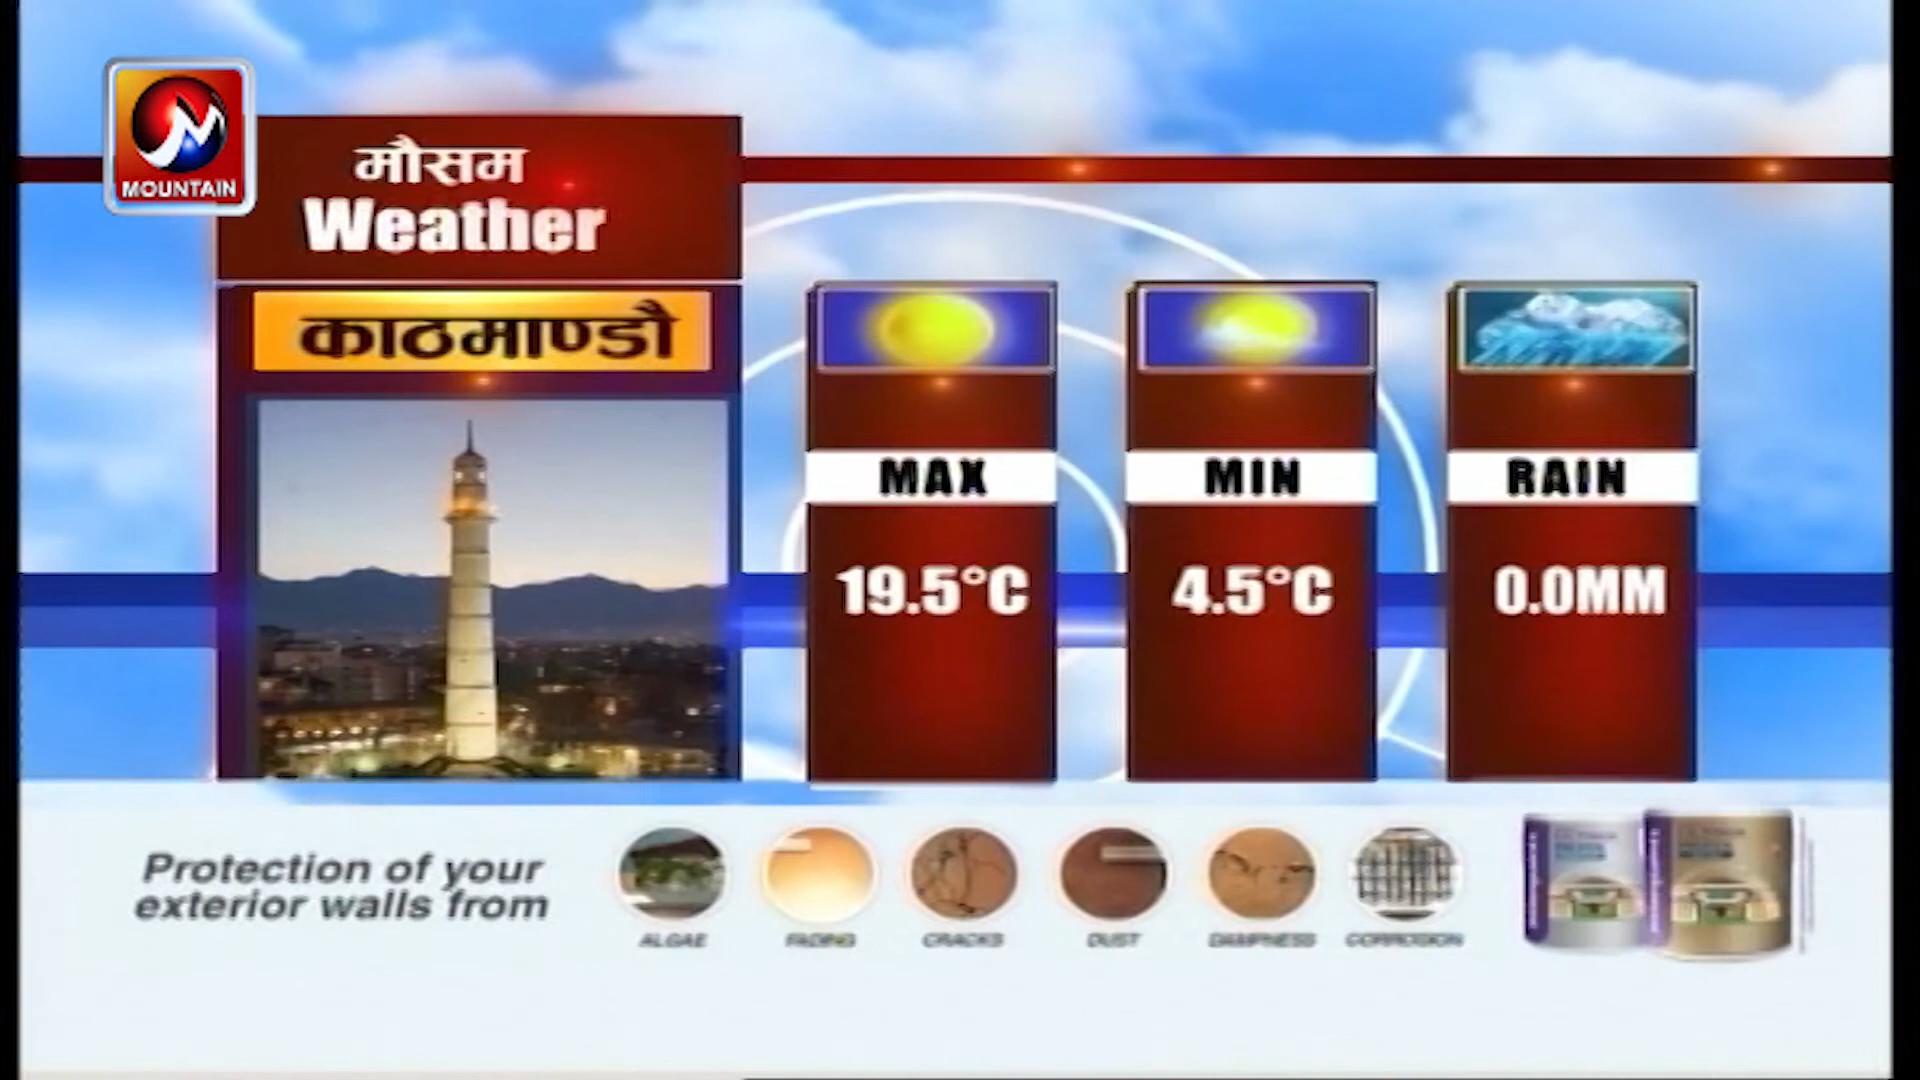 MOUNTAIN
मौसम
Weather
काठमाण्डौ
MAX
MIN
RAIN
19.5°C
4.5°C
0.0MM
Protection of your
exterior walls from
ALGAE
FADING
CRACKS
DUST
DAMPNESS
CORROSION